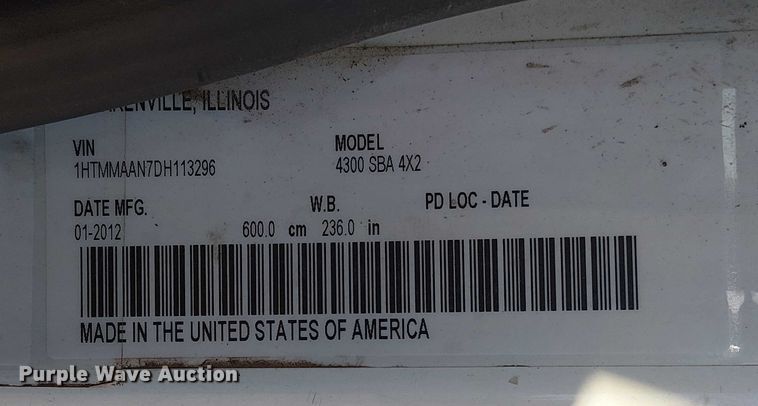 ILLINOIS
VIN
MODEL
1HTMMAAN7DH113296
4300 SBA 4X2
DATE MFG.
W.B.
PD LOC - DATE
01-2012
600.0 cm 236.0 in
MADE IN THE UNITED STATES OF AMERICA
Purple Wave Auction